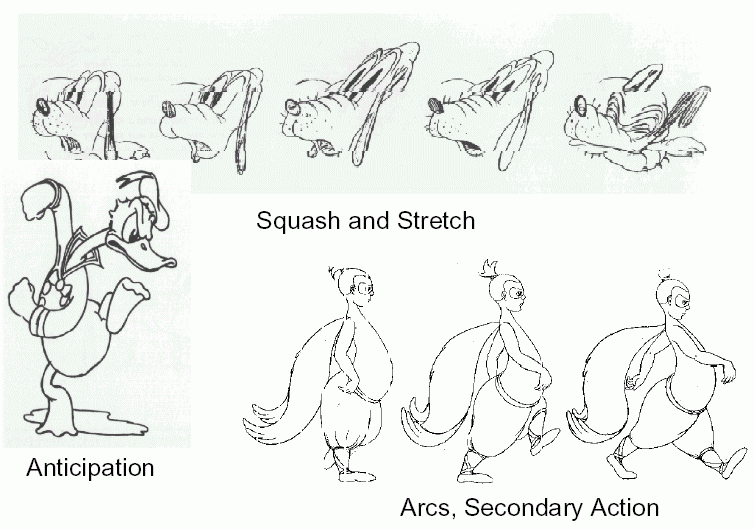 Squash and Stretch
Anticipation
Arcs, Secondary Action